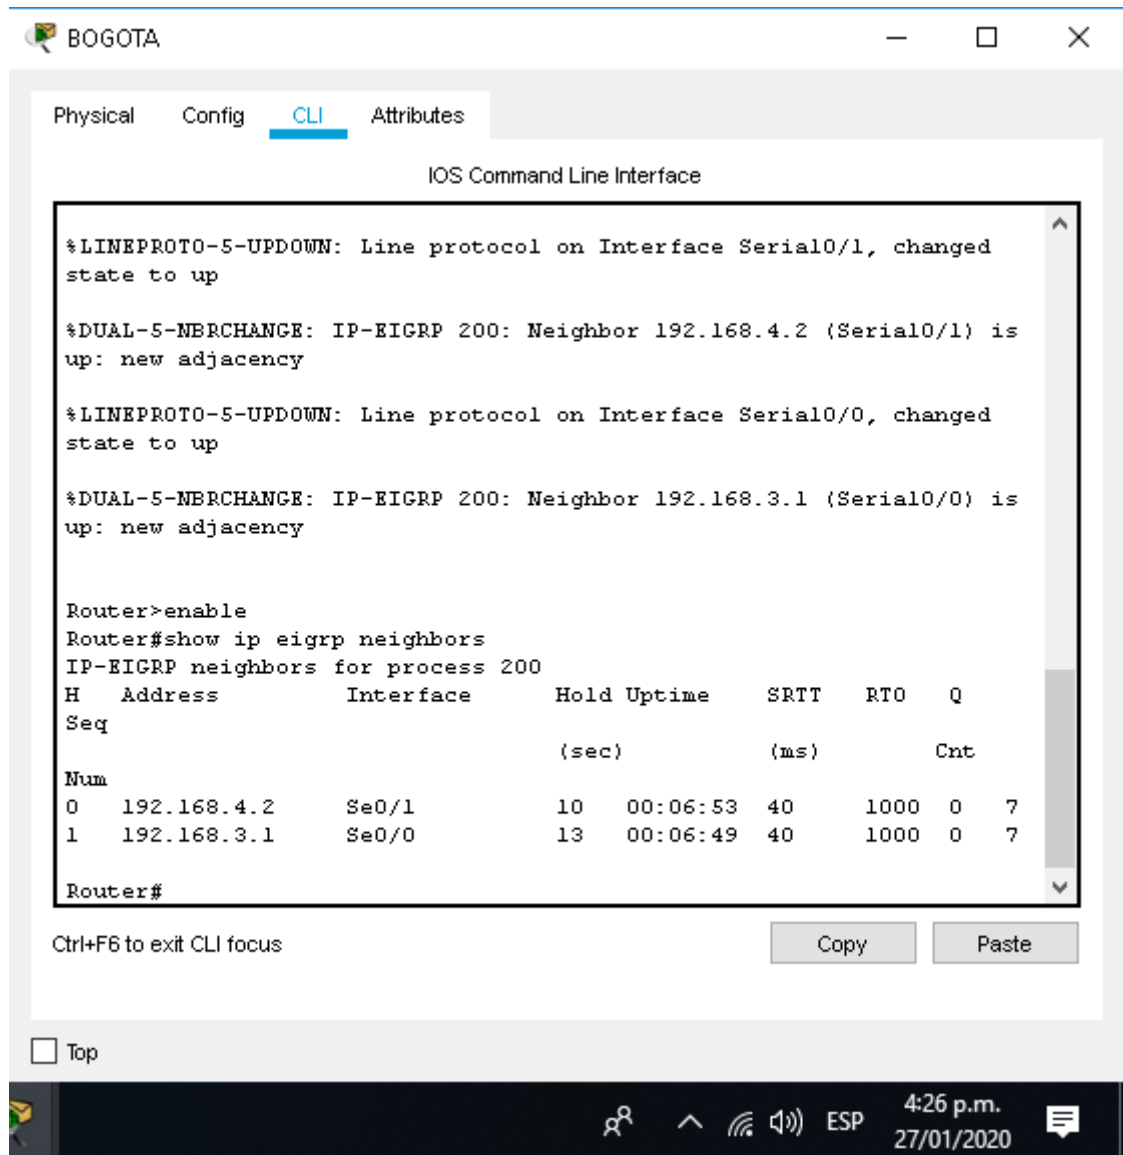 BOGOTA
Physical Config CLI Attributes
IOS Command Line Interface
%LINEPROTO-5-UPDOWN: Line protocol on Interface Serial0/1, changed
state to up
%DUAL-5-NBRCHANGE: IP-EIGRP 200: Neighbor 192.168.4.2 (Serial0/1) is
up: new adjacency
%LINEPROTO-5-UPDOWN: Line protocol on Interface Serial0/0, changed
state to up
%DUAL-5-NBRCHANGE: IP-EIGRP 200: Neighbor 192.168.3.1 (Serial0/0) is
up: new adjacency
Router>enable
Router#show ip eigrp neighbors
IP-EIGRP neighbors for process 200
H   Address         Interface      Hold Uptime    SRTT   RTO   Q
Seq
(sec)         (ms)        Cnt
Num
0   192.168.4.2     Se0/1          10   00:06:53  40     1000  0   7
1   192.168.3.1     Se0/0          13   00:06:49  40     1000  0   7
Router#
Ctrl+F6 to exit CLI focus Copy Paste
Top
ESP 4:26 p.m.
27/01/2020